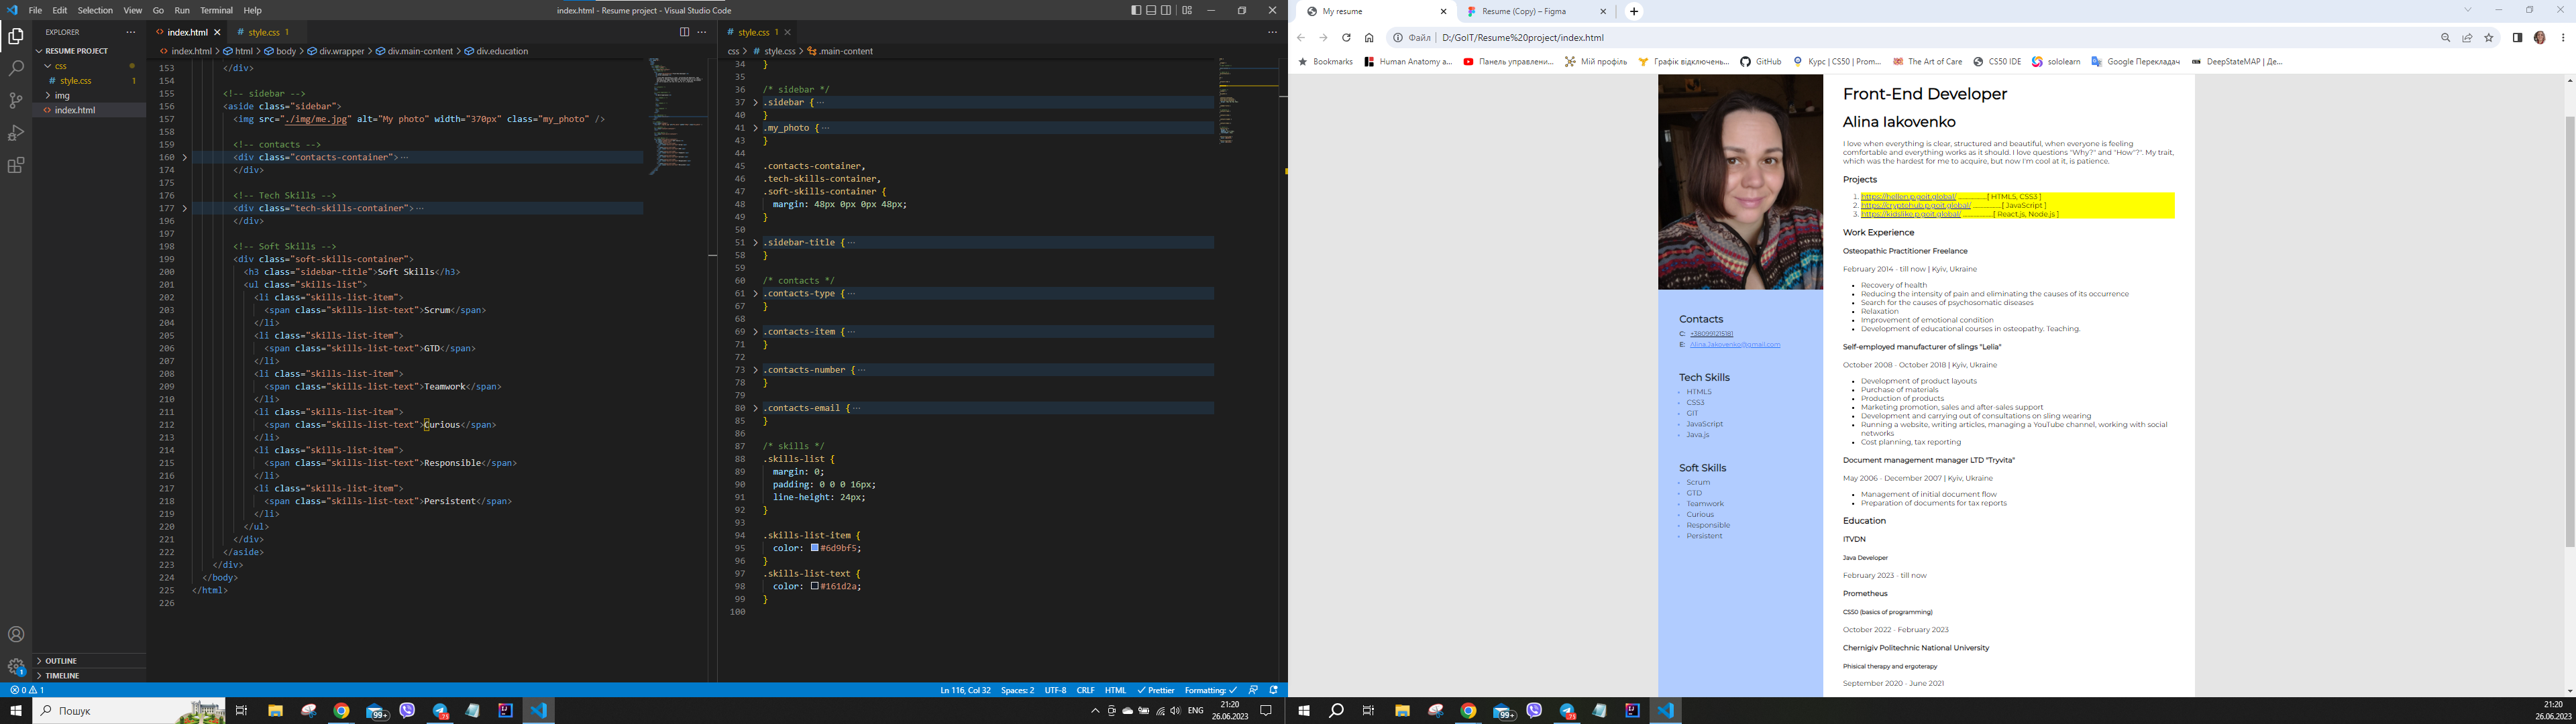 File Edit Selection View Go Run Terminal Help
index.html - Resume project - Visual Studio Code
EXPLORER
RESUME PROJECT
css
style.css 1
img
index.html
OUTLINE
TIMELINE
index.html
style.css 1
index.html > html > body > div.wrapper > div.main-content > div.education
153 </div>
154
155 <!-- sidebar -->
156 <aside class="sidebar">
157 <img src="./img/me.jpg" alt="My photo" width="370px" class="my_photo" />
158
159 <!-- contacts -->
160 <div class="contacts-container">…
174 </div>
175
176 <!-- Tech Skills -->
177 <div class="tech-skills-container">…
196 </div>
197
198 <!-- Soft Skills -->
199 <div class="soft-skills-container">
200 <h3 class="sidebar-title">Soft Skills</h3>
201 <ul class="skills-list">
202 <li class="skills-list-item">
203 <span class="skills-list-text">Scrum</span>
204 </li>
205 <li class="skills-list-item">
206 <span class="skills-list-text">GTD</span>
207 </li>
208 <li class="skills-list-item">
209 <span class="skills-list-text">Teamwork</span>
210 </li>
211 <li class="skills-list-item">
212 <span class="skills-list-text">Curious</span>
213 </li>
214 <li class="skills-list-item">
215 <span class="skills-list-text">Responsible</span>
216 </li>
217 <li class="skills-list-item">
218 <span class="skills-list-text">Persistent</span>
219 </li>
220 </ul>
221 </div>
222 </aside>
223 </div>
224 </body>
225 </html>
226
style.css 1
css > style.css > .main-content
34 }
35
36 /* sidebar */
37 .sidebar {…
40 }
41 .my_photo {…
43 }
44
45 .contacts-container,
46 .tech-skills-container,
47 .soft-skills-container {
48 margin: 48px 0px 0px 48px;
49 }
50
51 .sidebar-title {…
58 }
59
60 /* contacts */
61 .contacts-type {…
67 }
68
69 .contacts-item {…
71 }
72
73 .contacts-number {…
78 }
79
80 .contacts-email {…
85 }
86
87 /* skills */
88 .skills-list {
89 margin: 0;
90 padding: 0 0 0 16px;
91 line-height: 24px;
92 }
93
94 .skills-list-item {
95 color: #6d9bf5;
96 }
97 .skills-list-text {
98 color: #161d2a;
99 }
100
0 1
Ln 116, Col 32 Spaces: 2 UTF-8 CRLF HTML Prettier Formatting:
Пошук
99+
ENG
21:20
26.06.2023
My resume
Resume (Copy) – Figma
Файл D:/GoIT/Resume%20project/index.html
Bookmarks Human Anatomy a... Панель управлени... Мій профіль Графік відключень... GitHub Курс | CS50 | Prom... The Art of Care CS50 IDE sololearn Google Перекладач DeepStateMAP | Де...
Contacts
C: +380991215181
E: Alina.Jakovenko@gmail.com
Tech Skills
HTML5
CSS3
GIT
JavaScript
Java.js
Soft Skills
Scrum
GTD
Teamwork
Curious
Responsible
Persistent
Front-End Developer
Alina Iakovenko
I love when everything is clear, structured and beautiful, when everyone is feeling
comfortable and everything works as it should. I love questions "Why?" and "How"?". My trait,
which was the hardest for me to acquire, but now I'm cool at it, is patience.
Projects
1. https://hellen.p.goit.global/ ................[ HTML5, CSS3 ]
2. https://cryptohub.p.goit.global/ ................[ JavaScript ]
3. https://kidslike.p.goit.global/ ................[ React.js, Node.js ]
Work Experience
Osteopathic Practitioner Freelance
February 2014 - till now | Kyiv, Ukraine
Recovery of health
Reducing the intensity of pain and eliminating the causes of its occurrence
Search for the causes of psychosomatic diseases
Relaxation
Improvement of emotional condition
Development of educational courses in osteopathy. Teaching.
Self-employed manufacturer of slings "Lelia"
October 2008 - October 2018 | Kyiv, Ukraine
Development of product layouts
Purchase of materials
Production of products
Marketing promotion, sales and after-sales support
Development and carrying out of consultations on sling wearing
Running a website, writing articles, managing a YouTube channel, working with social
networks
Cost planning, tax reporting
Document management manager LTD "Tryvita"
May 2006 - December 2007 | Kyiv, Ukraine
Management of initial document flow
Preparation of documents for tax reports
Education
ITVDN
Java Developer
February 2023 - till now
Prometheus
CS50 (basics of programming)
October 2022 - February 2023
Chernigiv Politechnic National University
Phisical therapy and ergoterapy
September 2020 - June 2021
99+
21:20
26.06.2023